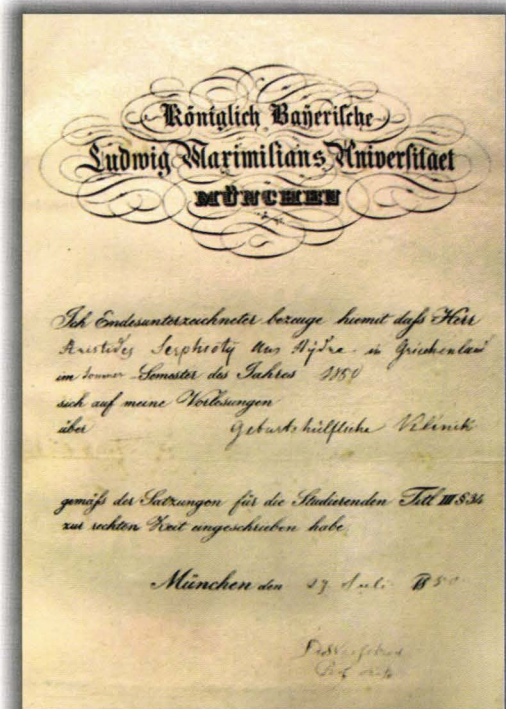 Königlich Bayerische
Ludwig Maximilians Universitaet
MÜNCHEN
Ich Endesunterzeichneter bezeuge hiemit daß Herr
Aristides aus Hydra in Griechenland
im Sommer Semester des Jahres 1850
sich auf meine Vorlesungen
über Geburtshülfliche Klinik
gemäß der Satzungen für die Studierenden Titl III § 34
zur rechten Zeit eingeschrieben habe
München den 27. Juli 1850